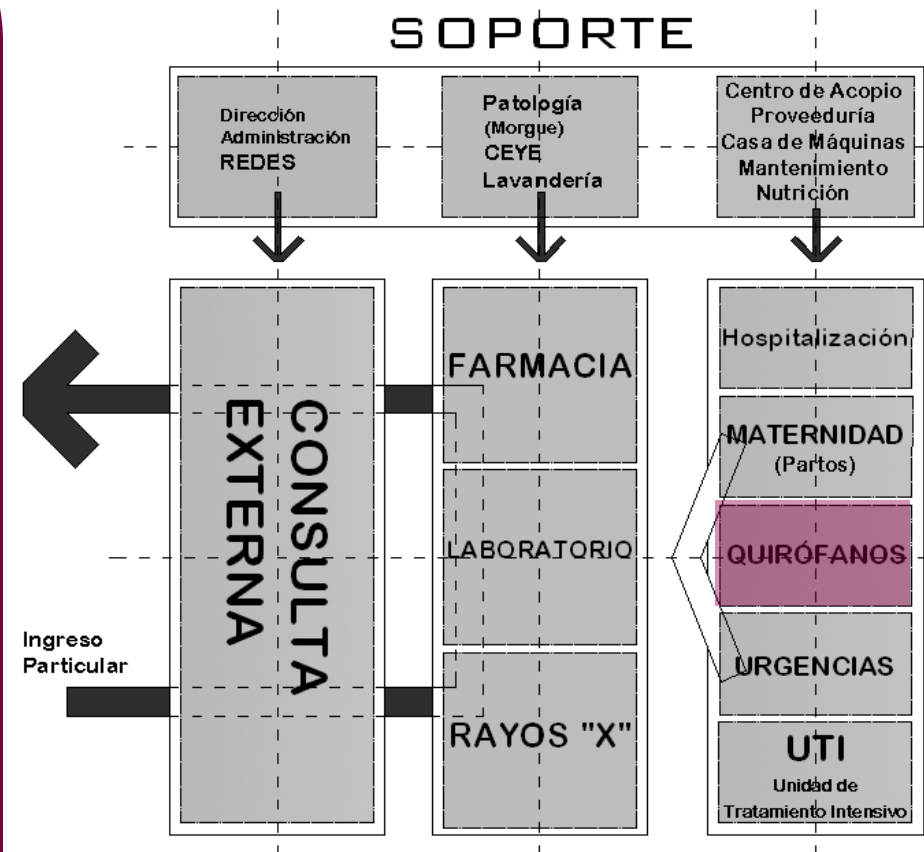 SOPORTE
Dirección
Administración
REDES
Patología
(Morgue)
CEYE
Lavandería
Centro de Acopio
Proveeduría
Casa de Máquinas
Mantenimiento
Nutrición
CONSULTA
EXTERNA
Ingreso
Particular
FARMACIA
LABORATORIO
RAYOS "X"
Hospitalización
MATERNIDAD
(Partos)
QUIRÓFANOS
URGENCIAS
UTI
Unidad de
Tratamiento Intensivo